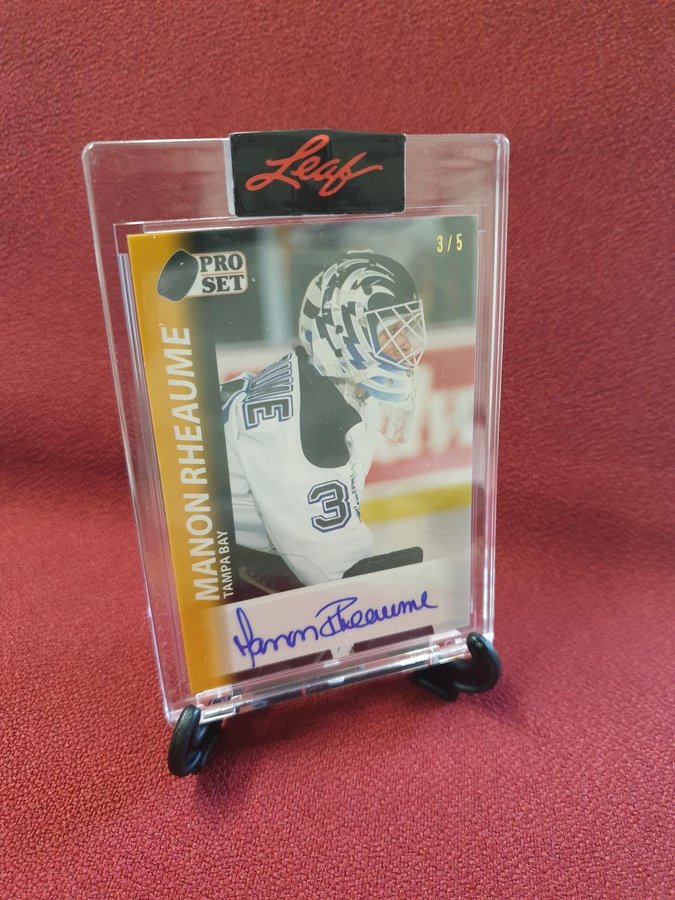 Leaf
3/5
PRO
SET
MANON RHEAUME
TAMPA BAY
3
Manon Rheaume